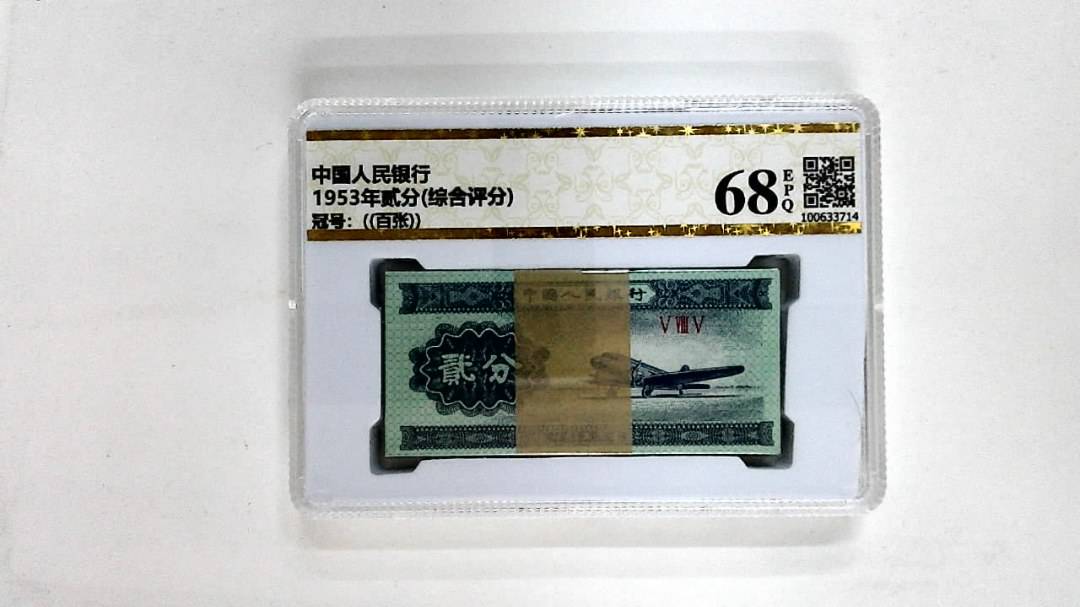 中国人民银行
1953年贰分(综合评分)
冠号：((百张))
68
EPQ
100633714
中國人民銀行
V VIII V
貳分